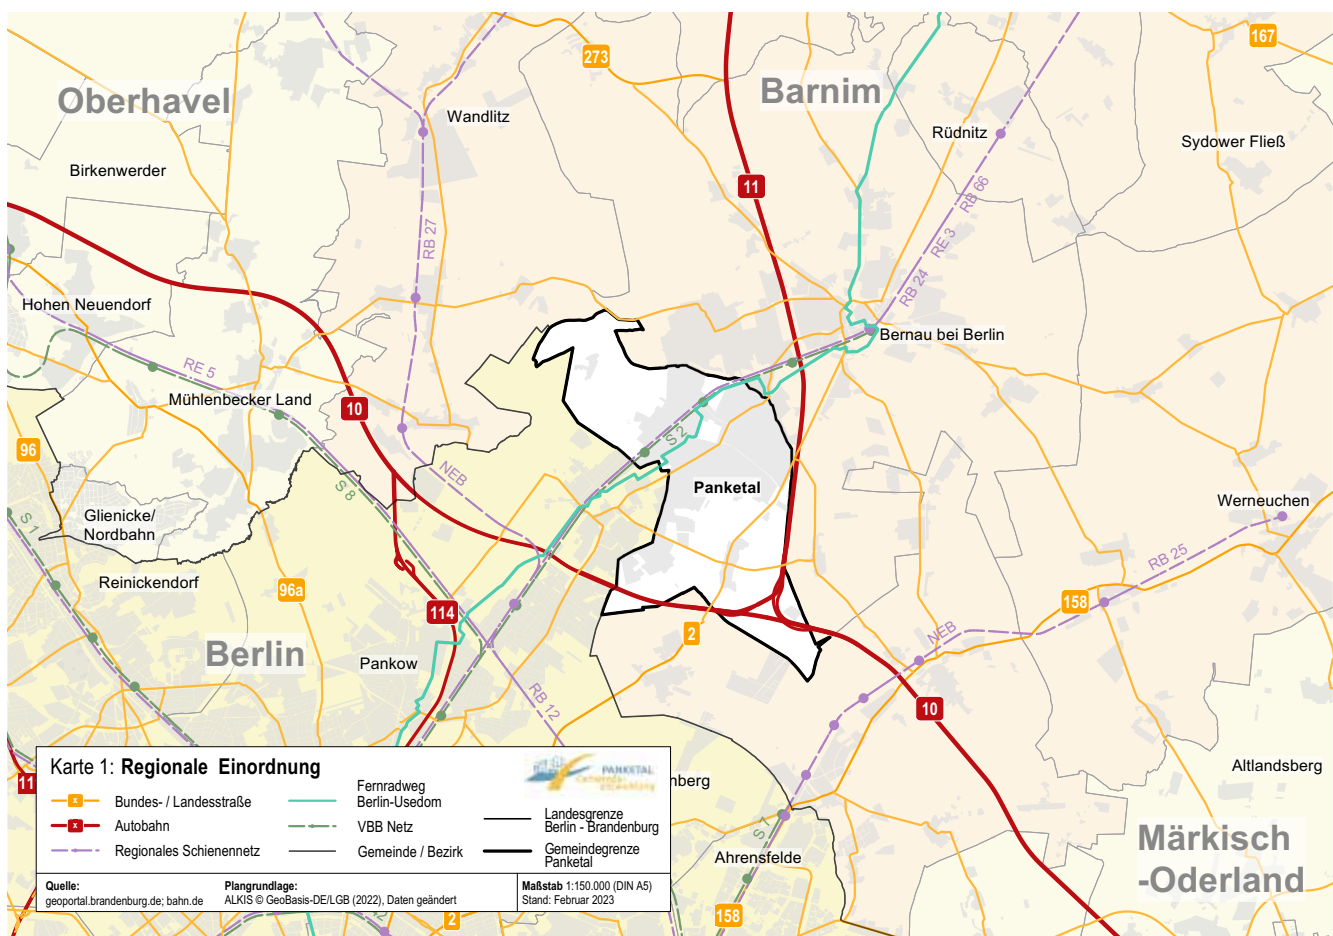 273
167
Oberhavel
Barnim
Wandlitz
Rüdnitz
Sydower Fließ
Birkenwerder
11
RB 66
RB 27
RE 3
RB 24
Hohen Neuendorf
Bernau bei Berlin
RE 5
Mühlenbecker Land
10
96
S 2
NEB
S 8
Panketal
Werneuchen
Glienicke/
Nordbahn
S 1
RB 25
Reinickendorf
96a
158
114
2
NEB
Berlin
Pankow
RB 12
10
11
nberg
Altlandsberg
S 7
Ahrensfelde
Märkisch
-Oderland
158
2
Karte 1: Regionale Einordnung
PANKETAL
x Bundes- / Landesstraße
x Autobahn
Regionales Schienennetz
Fernradweg
Berlin-Usedom
VBB Netz
Gemeinde / Bezirk
Landesgrenze
Berlin - Brandenburg
Gemeindegrenze
Panketal
Quelle:
geoportal.brandenburg.de; bahn.de
Plangrundlage:
ALKIS © GeoBasis-DE/LGB (2022), Daten geändert
Maßstab 1:150.000 (DIN A5)
Stand: Februar 2023